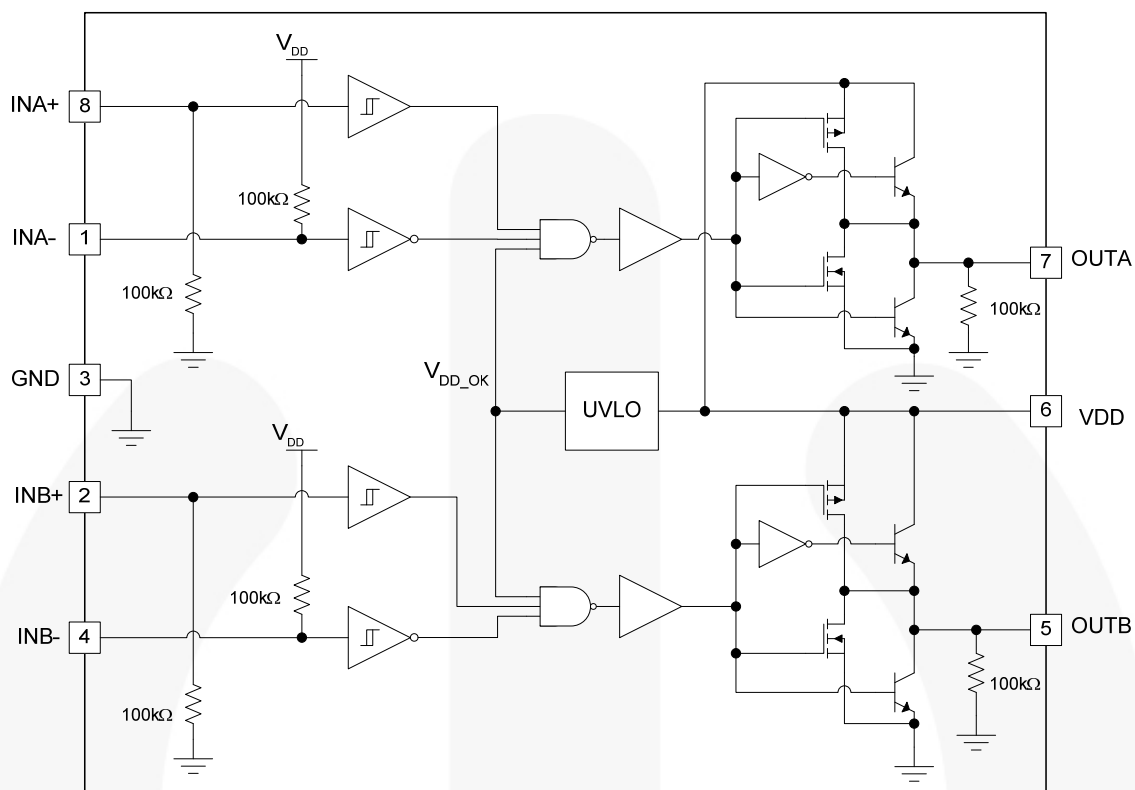 VDD
INA+ 8
100kΩ
INA- 1
100kΩ
7 OUTA
100kΩ
GND 3
VDD_OK
UVLO
6 VDD
VDD
INB+ 2
100kΩ
INB- 4
100kΩ
5 OUTB
100kΩ